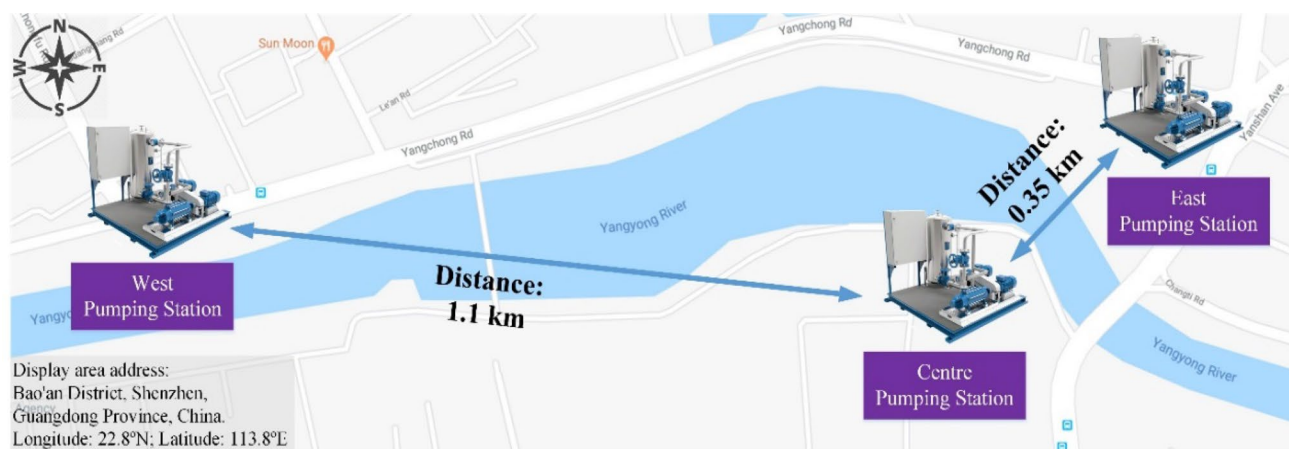 N
W E
S
Sun Moon
Le'an Rd
Yangchong Rd
Yangchong Rd
Yangchong Rd
Yanshan Ave
Distance:
0.35 km
East
Pumping Station
Yangyong River
West
Pumping Station
Distance:
1.1 km
Changti Rd
Centre
Pumping Station
Yangyong River
Display area address:
Bao'an District, Shenzhen,
Guangdong Province, China.
Longitude: 22.8ºN; Latitude: 113.8ºE
Agency